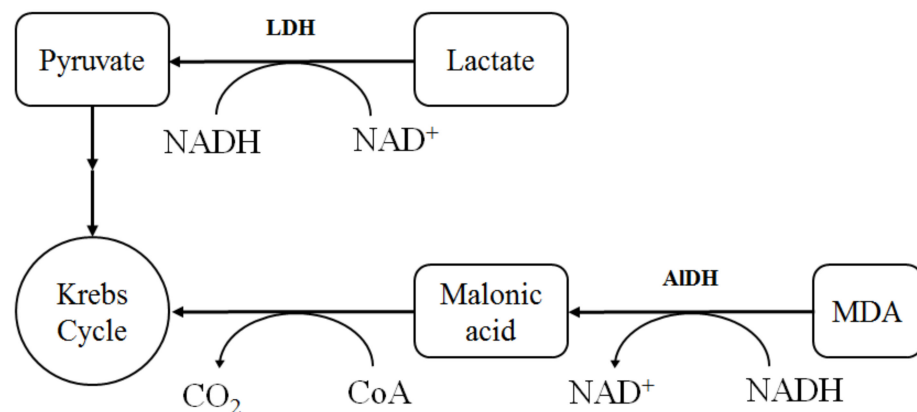 LDH
Pyruvate
Lactate
NADH
NAD⁺
Krebs
Cycle
Malonic
acid
AlDH
MDA
CO₂
CoA
NAD⁺
NADH